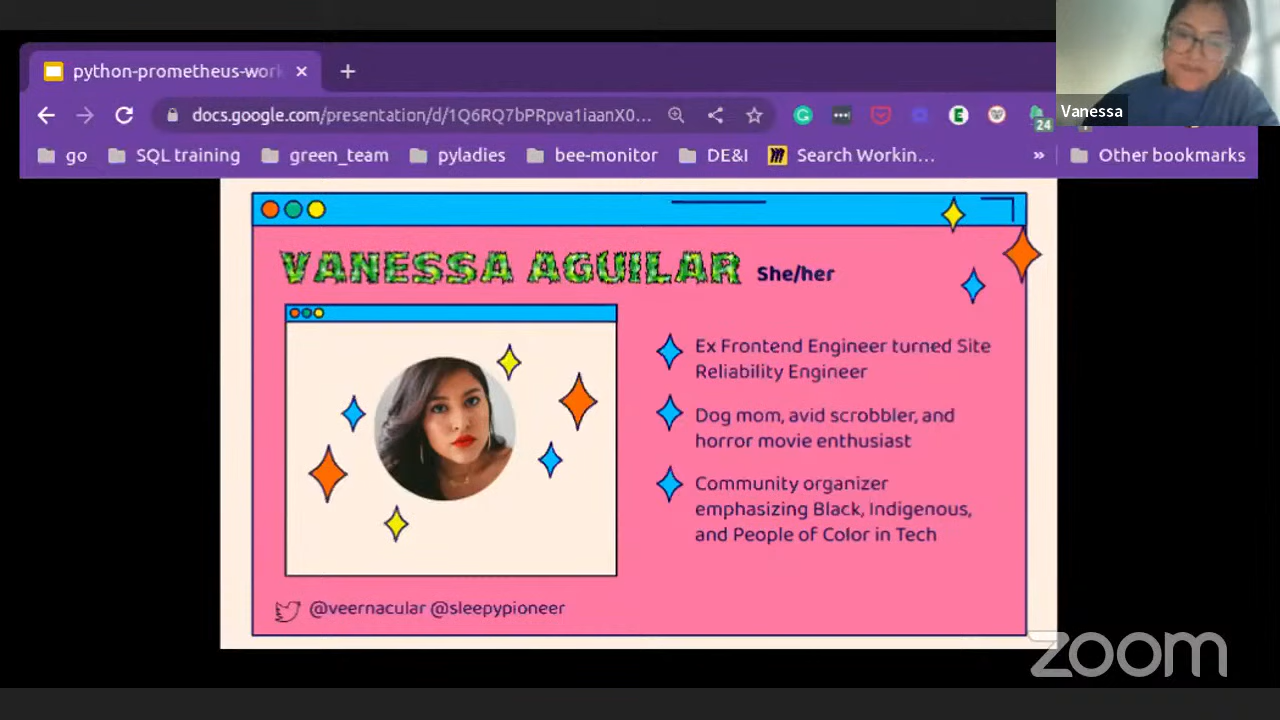 python-prometheus-work
Vanessa
docs.google.com/presentation/d/1Q6RQ7bPRpva1iaanX0...
24
go
SQL training
green_team
pyladies
bee-monitor
DE&I
Search Workin...
»
Other bookmarks
VANESSA AGUILAR She/her
Ex Frontend Engineer turned Site
Reliability Engineer
Dog mom, avid scrobbler, and
horror movie enthusiast
Community organizer
emphasizing Black, Indigenous,
and People of Color in Tech
@veernacular @sleepypioneer
zoom